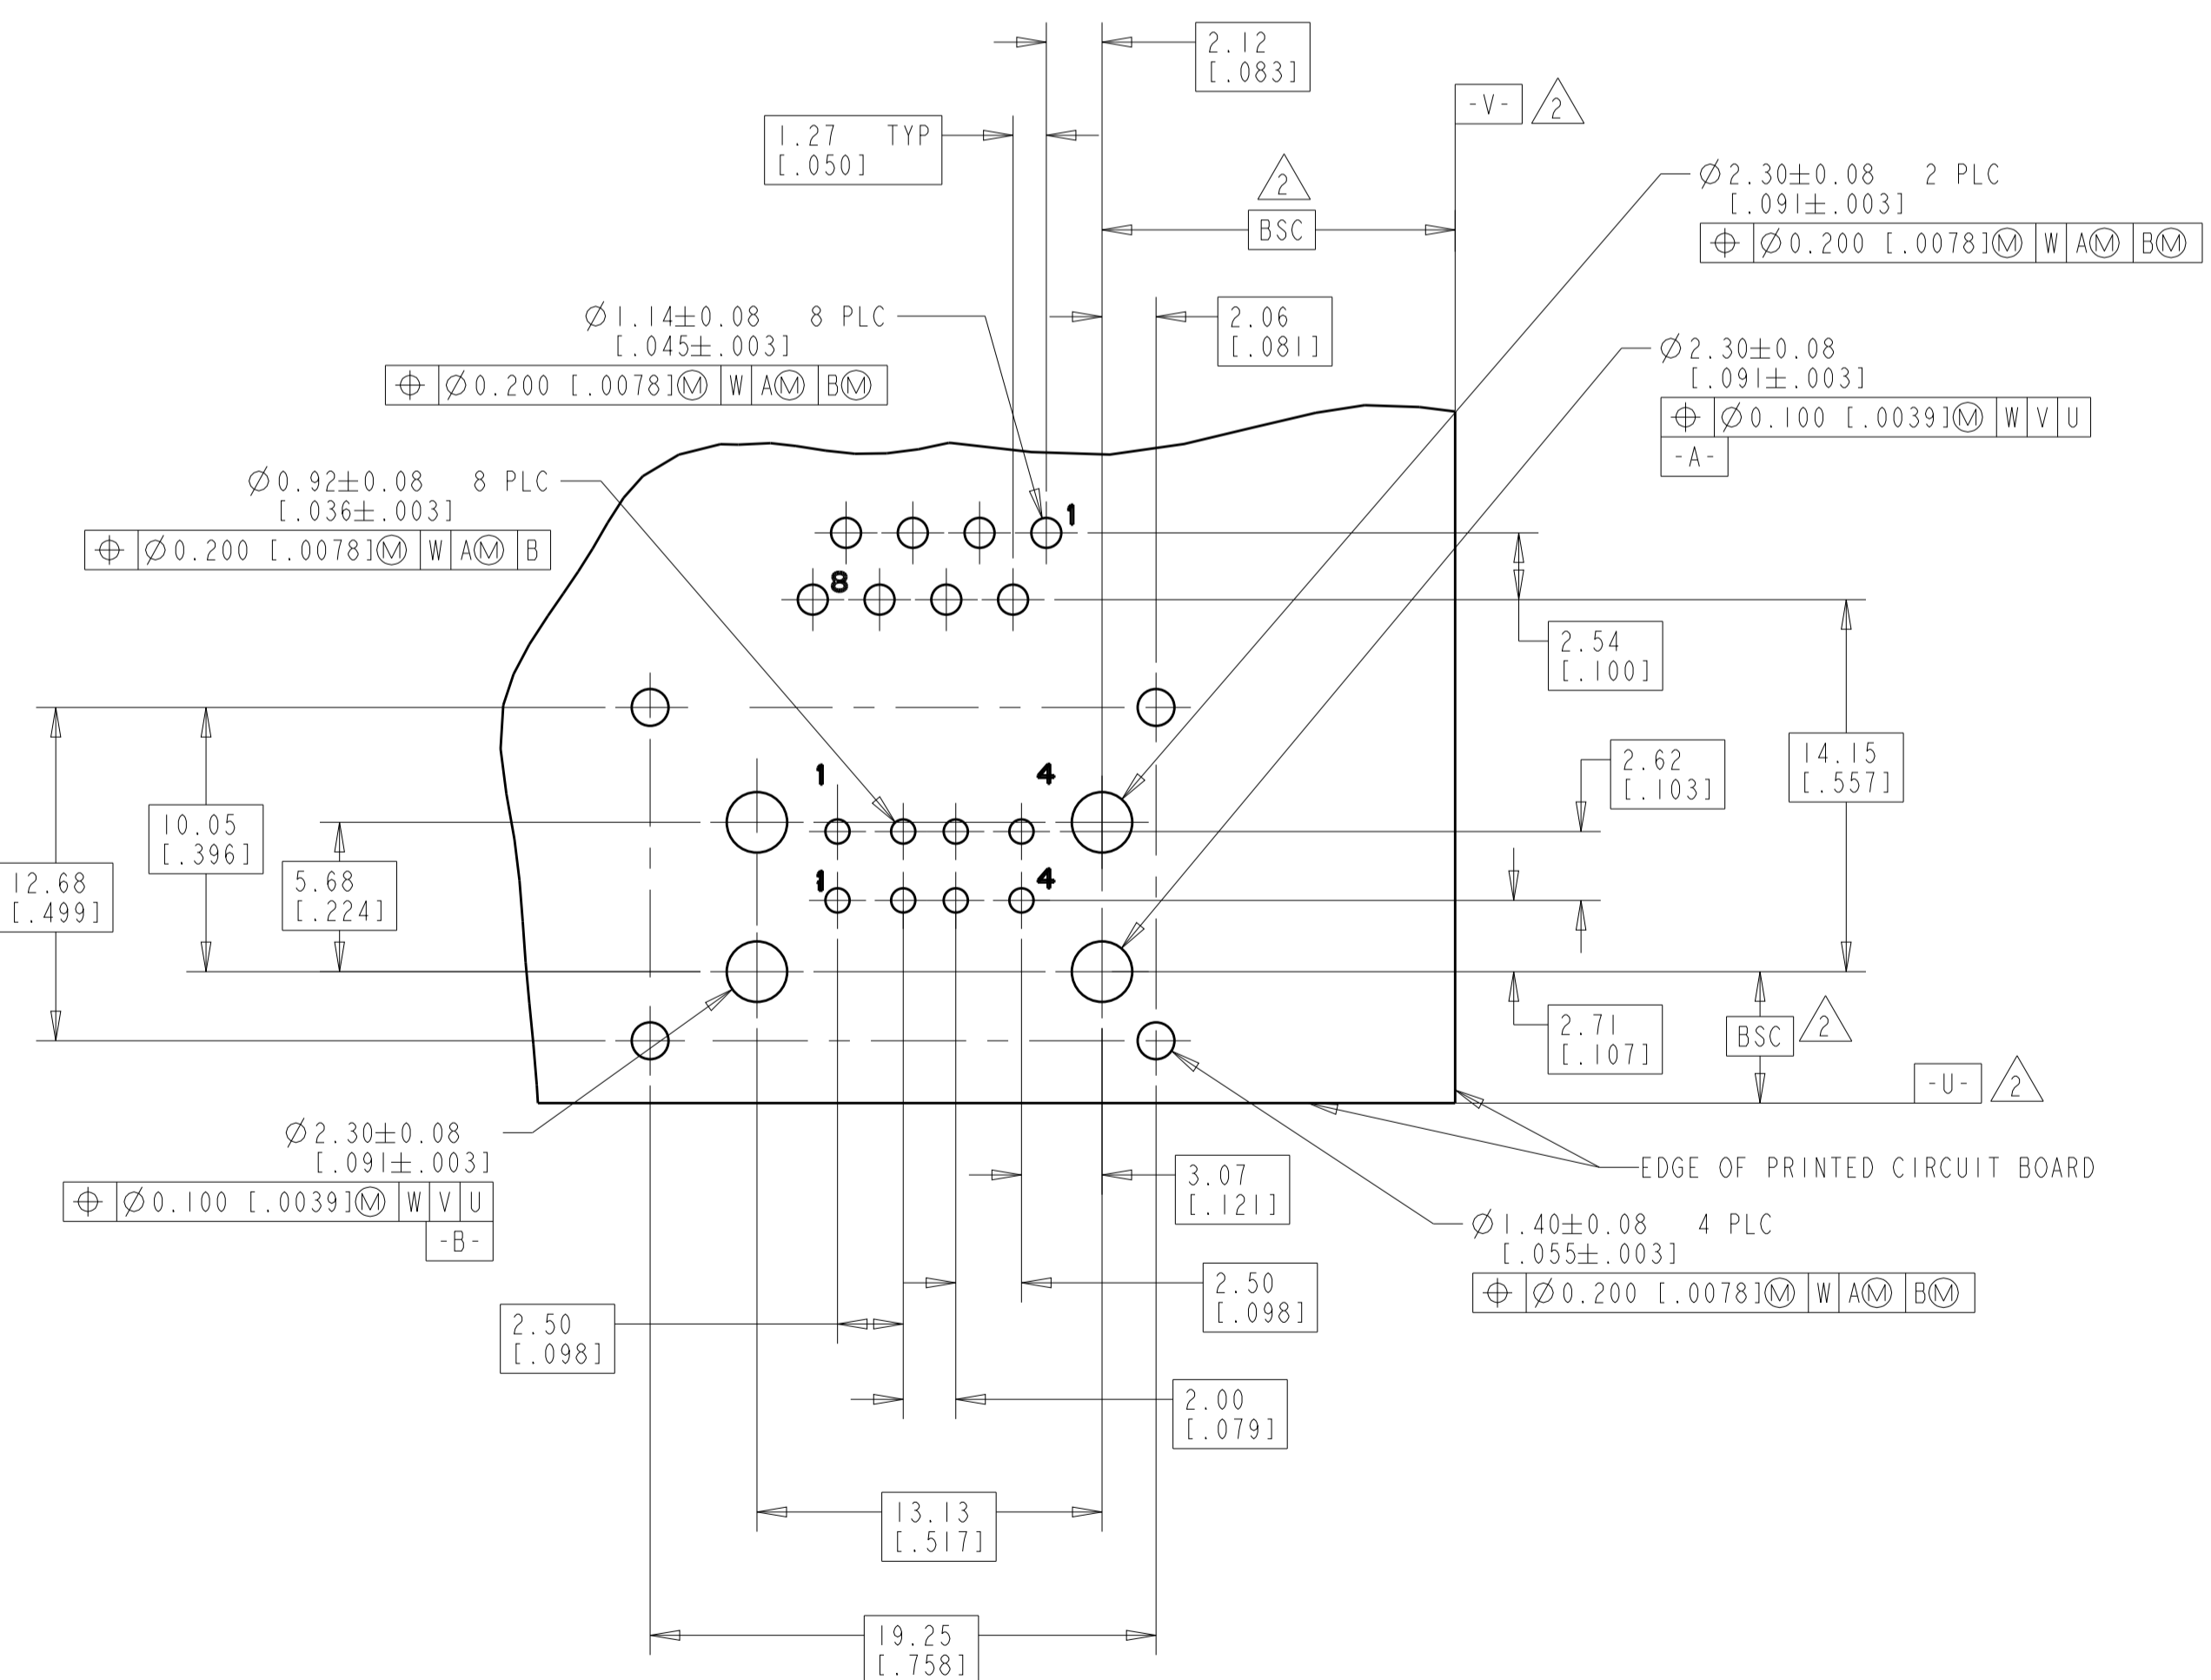 2.12
[.083]
-V- 2
1.27 TYP
[.050]
2
BSC
Ø2.30±0.08 2 PLC
[.091±.003]
⌖ Ø0.200 [.0078]Ⓜ W AⓂ BⓂ
Ø1.14±0.08 8 PLC
[.045±.003]
⌖ Ø0.200 [.0078]Ⓜ W AⓂ BⓂ
2.06
[.081]
Ø2.30±0.08
[.091±.003]
⌖ Ø0.100 [.0039]Ⓜ W V U
-A-
Ø0.92±0.08 8 PLC
[.036±.003]
⌖ Ø0.200 [.0078]Ⓜ W AⓂ B
1
8
2.54
[.100]
2.62
[.103]
14.15
[.557]
1 4
10.05
[.396]
12.68
[.499]
5.68
[.224]
1 4
2.71
[.107]
BSC 2
-U- 2
Ø2.30±0.08
[.091±.003]
⌖ Ø0.100 [.0039]Ⓜ W V U
-B-
EDGE OF PRINTED CIRCUIT BOARD
3.07
[.121]
Ø1.40±0.08 4 PLC
[.055±.003]
⌖ Ø0.200 [.0078]Ⓜ W AⓂ BⓂ
2.50
[.098]
2.50
[.098]
2.00
[.079]
13.13
[.517]
19.25
[.758]